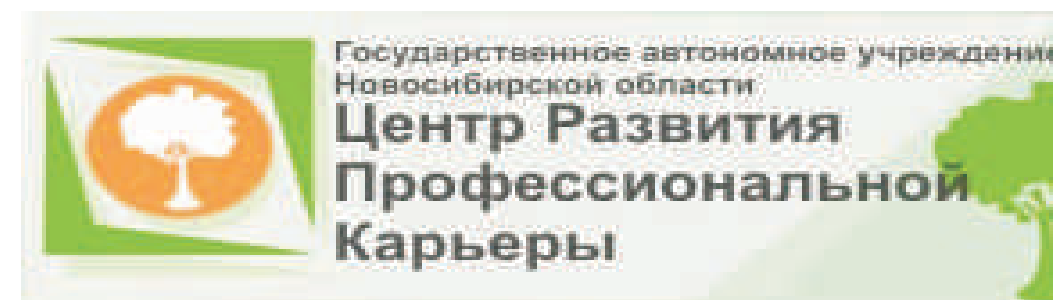 Государственное автономное учреждение
Новосибирской области
Центр Развития
Профессиональной
Карьеры